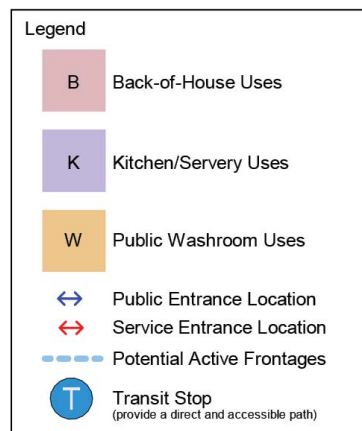 Legend
B Back-of-House Uses
K Kitchen/Servery Uses
W Public Washroom Uses
Public Entrance Location
Service Entrance Location
Potential Active Frontages
T Transit Stop
(provide a direct and accessible path)